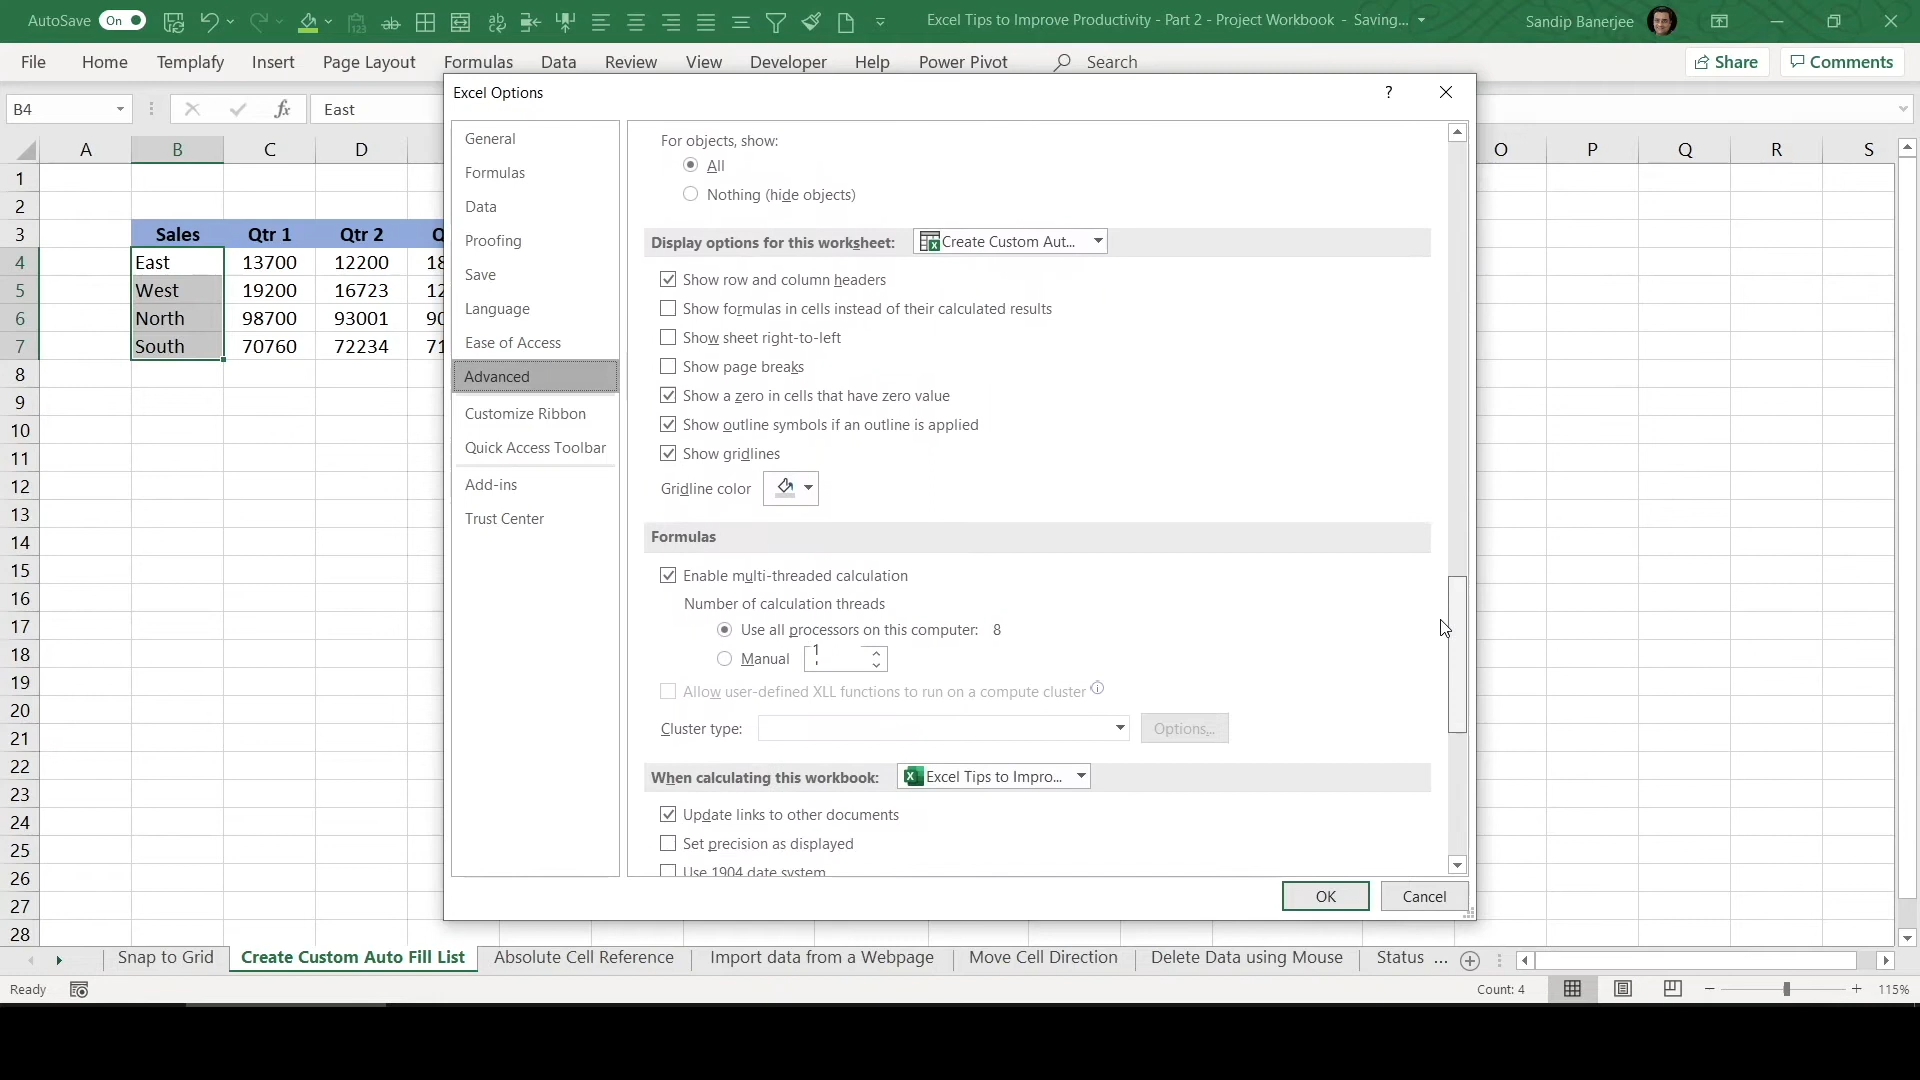 AutoSave On Excel Tips to Improve Productivity - Part 2 - Project Workbook - Saving... Sandip Banerjee
File Home Templafy Insert Page Layout Formulas Data Review View Developer Help Power Pivot Search Share Comments
B4 fx East
Excel Options ?
A B C D O P Q R S
1
2
3 Sales Qtr 1 Qtr 2 Q
4 East 13700 12200 18
5 West 19200 16723 12
6 North 98700 93001 90
7 South 70760 72234 71
8
9
10
11
12
13
14
15
16
17
18
19
20
21
22
23
24
25
26
27
28
General
Formulas
Data
Proofing
Save
Language
Ease of Access
Advanced
Customize Ribbon
Quick Access Toolbar
Add-ins
Trust Center
For objects, show:
All
Nothing (hide objects)
Display options for this worksheet: Create Custom Aut...
Show row and column headers
Show formulas in cells instead of their calculated results
Show sheet right-to-left
Show page breaks
Show a zero in cells that have zero value
Show outline symbols if an outline is applied
Show gridlines
Gridline color
Formulas
Enable multi-threaded calculation
Number of calculation threads
Use all processors on this computer: 8
Manual 1
Allow user-defined XLL functions to run on a compute cluster
Cluster type: Options...
When calculating this workbook: Excel Tips to Impro...
Update links to other documents
Set precision as displayed
Use 1904 date system
OK Cancel
Snap to Grid Create Custom Auto Fill List Absolute Cell Reference Import data from a Webpage Move Cell Direction Delete Data using Mouse Status ...
Ready Count: 4 115%